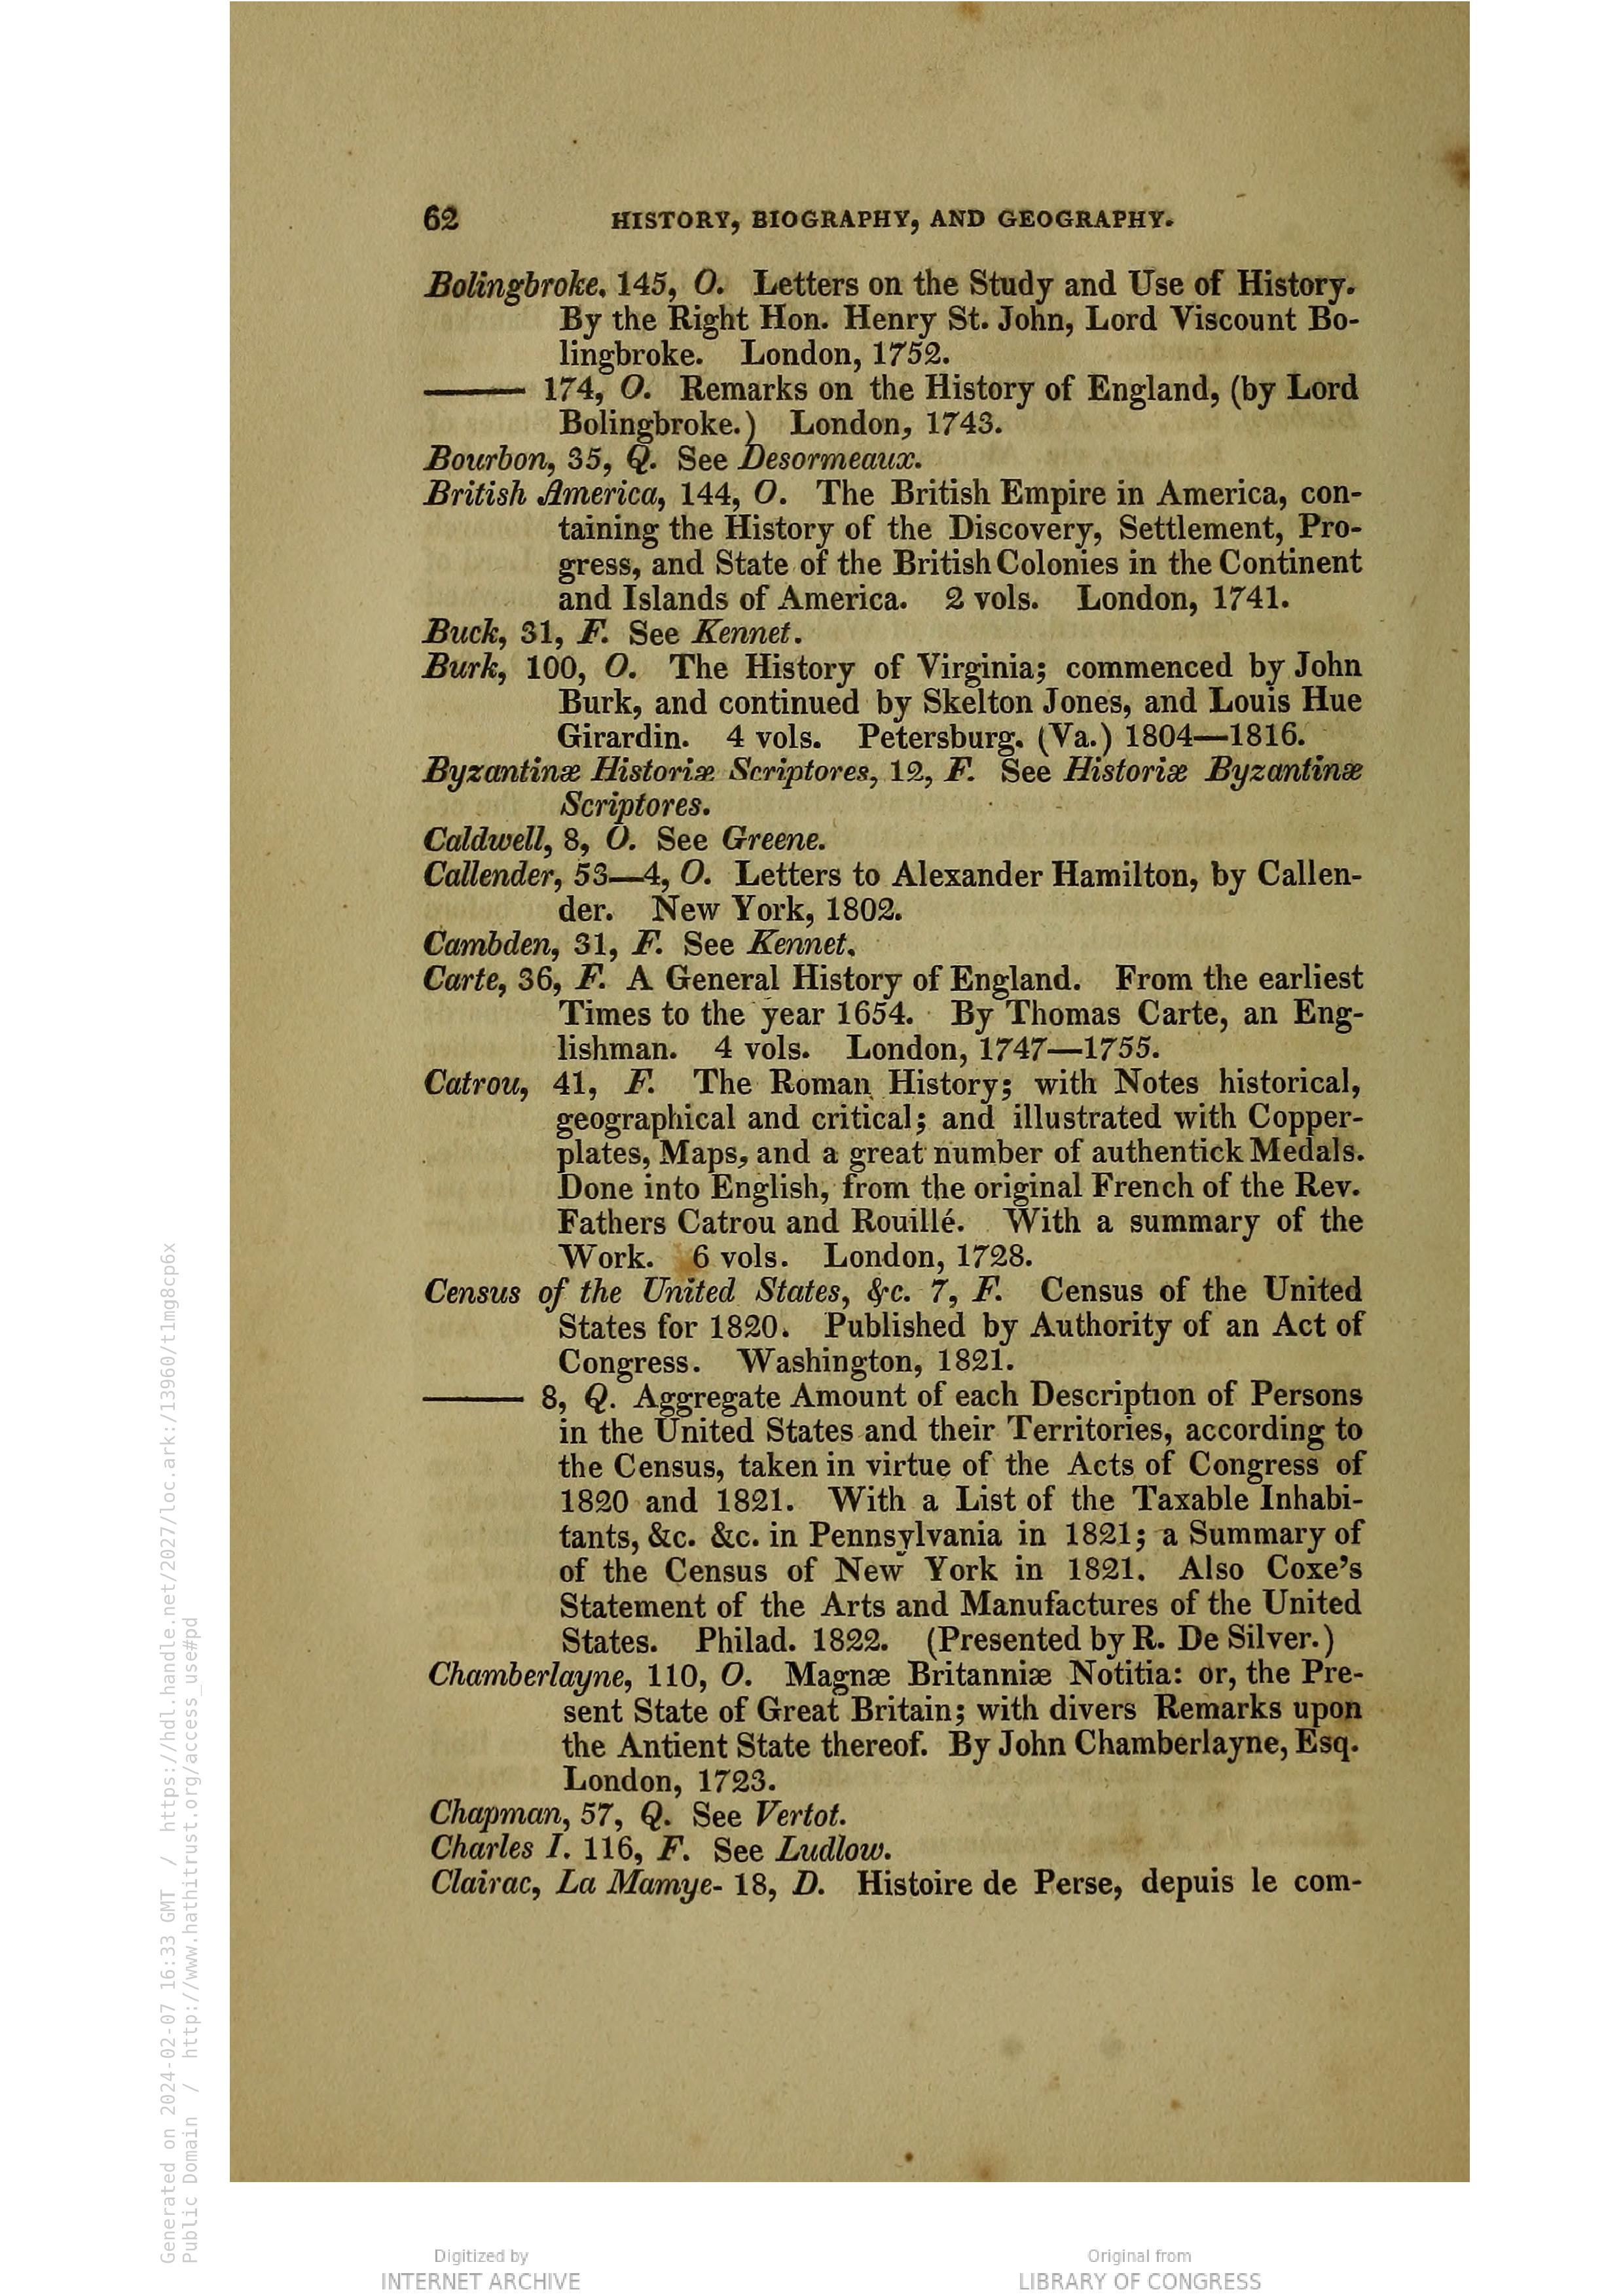 62 HISTORY, BIOGRAPHY, AND GEOGRAPHY.
Bolingbroke. 145, O. Letters on the Study and Use of History.
By the Right Hon. Henry St. John, Lord Viscount Bo-
lingbroke. London, 1752.
——— 174, O. Remarks on the History of England, (by Lord
Bolingbroke.) London, 1743.
Bourbon, 35, Q. See Desormeaux.
British America, 144, O. The British Empire in America, con-
taining the History of the Discovery, Settlement, Pro-
gress, and State of the British Colonies in the Continent
and Islands of America. 2 vols. London, 1741.
Buck, 31, F. See Kennet.
Burk, 100, O. The History of Virginia; commenced by John
Burk, and continued by Skelton Jones, and Louis Hue
Girardin. 4 vols. Petersburg. (Va.) 1804—1816.
Byzantinæ Historiæ Scriptores, 12, F. See Historiæ Byzantinæ
Scriptores.
Caldwell, 8, O. See Greene.
Callender, 53—4, O. Letters to Alexander Hamilton, by Callen-
der. New York, 1802.
Cambden, 31, F. See Kennet.
Carte, 36, F. A General History of England. From the earliest
Times to the year 1654. By Thomas Carte, an Eng-
lishman. 4 vols. London, 1747—1755.
Catrou, 41, F. The Roman History; with Notes historical,
geographical and critical; and illustrated with Copper-
plates, Maps, and a great number of authentick Medals.
Done into English, from the original French of the Rev.
Fathers Catrou and Rouillé. With a summary of the
Work. 6 vols. London, 1728.
Census of the United States, &c. 7, F. Census of the United
States for 1820. Published by Authority of an Act of
Congress. Washington, 1821.
——— 8, Q. Aggregate Amount of each Description of Persons
in the United States and their Territories, according to
the Census, taken in virtue of the Acts of Congress of
1820 and 1821. With a List of the Taxable Inhabi-
tants, &c. &c. in Pennsylvania in 1821; a Summary of
of the Census of New York in 1821. Also Coxe's
Statement of the Arts and Manufactures of the United
States. Philad. 1822. (Presented by R. De Silver.)
Chamberlayne, 110, O. Magnæ Britanniæ Notitia: or, the Pre-
sent State of Great Britain; with divers Remarks upon
the Antient State thereof. By John Chamberlayne, Esq.
London, 1723.
Chapman, 57, Q. See Vertot.
Charles I. 116, F. See Ludlow.
Clairac, La Mamye- 18, D. Histoire de Perse, depuis le com-
Generated on 2024-02-07 16:33 GMT / https://hdl.handle.net/2027/loc.ark:/13960/t1mg8cp6x
Public Domain / http://www.hathitrust.org/access_use#pd
Digitized by
INTERNET ARCHIVE
Original from
LIBRARY OF CONGRESS